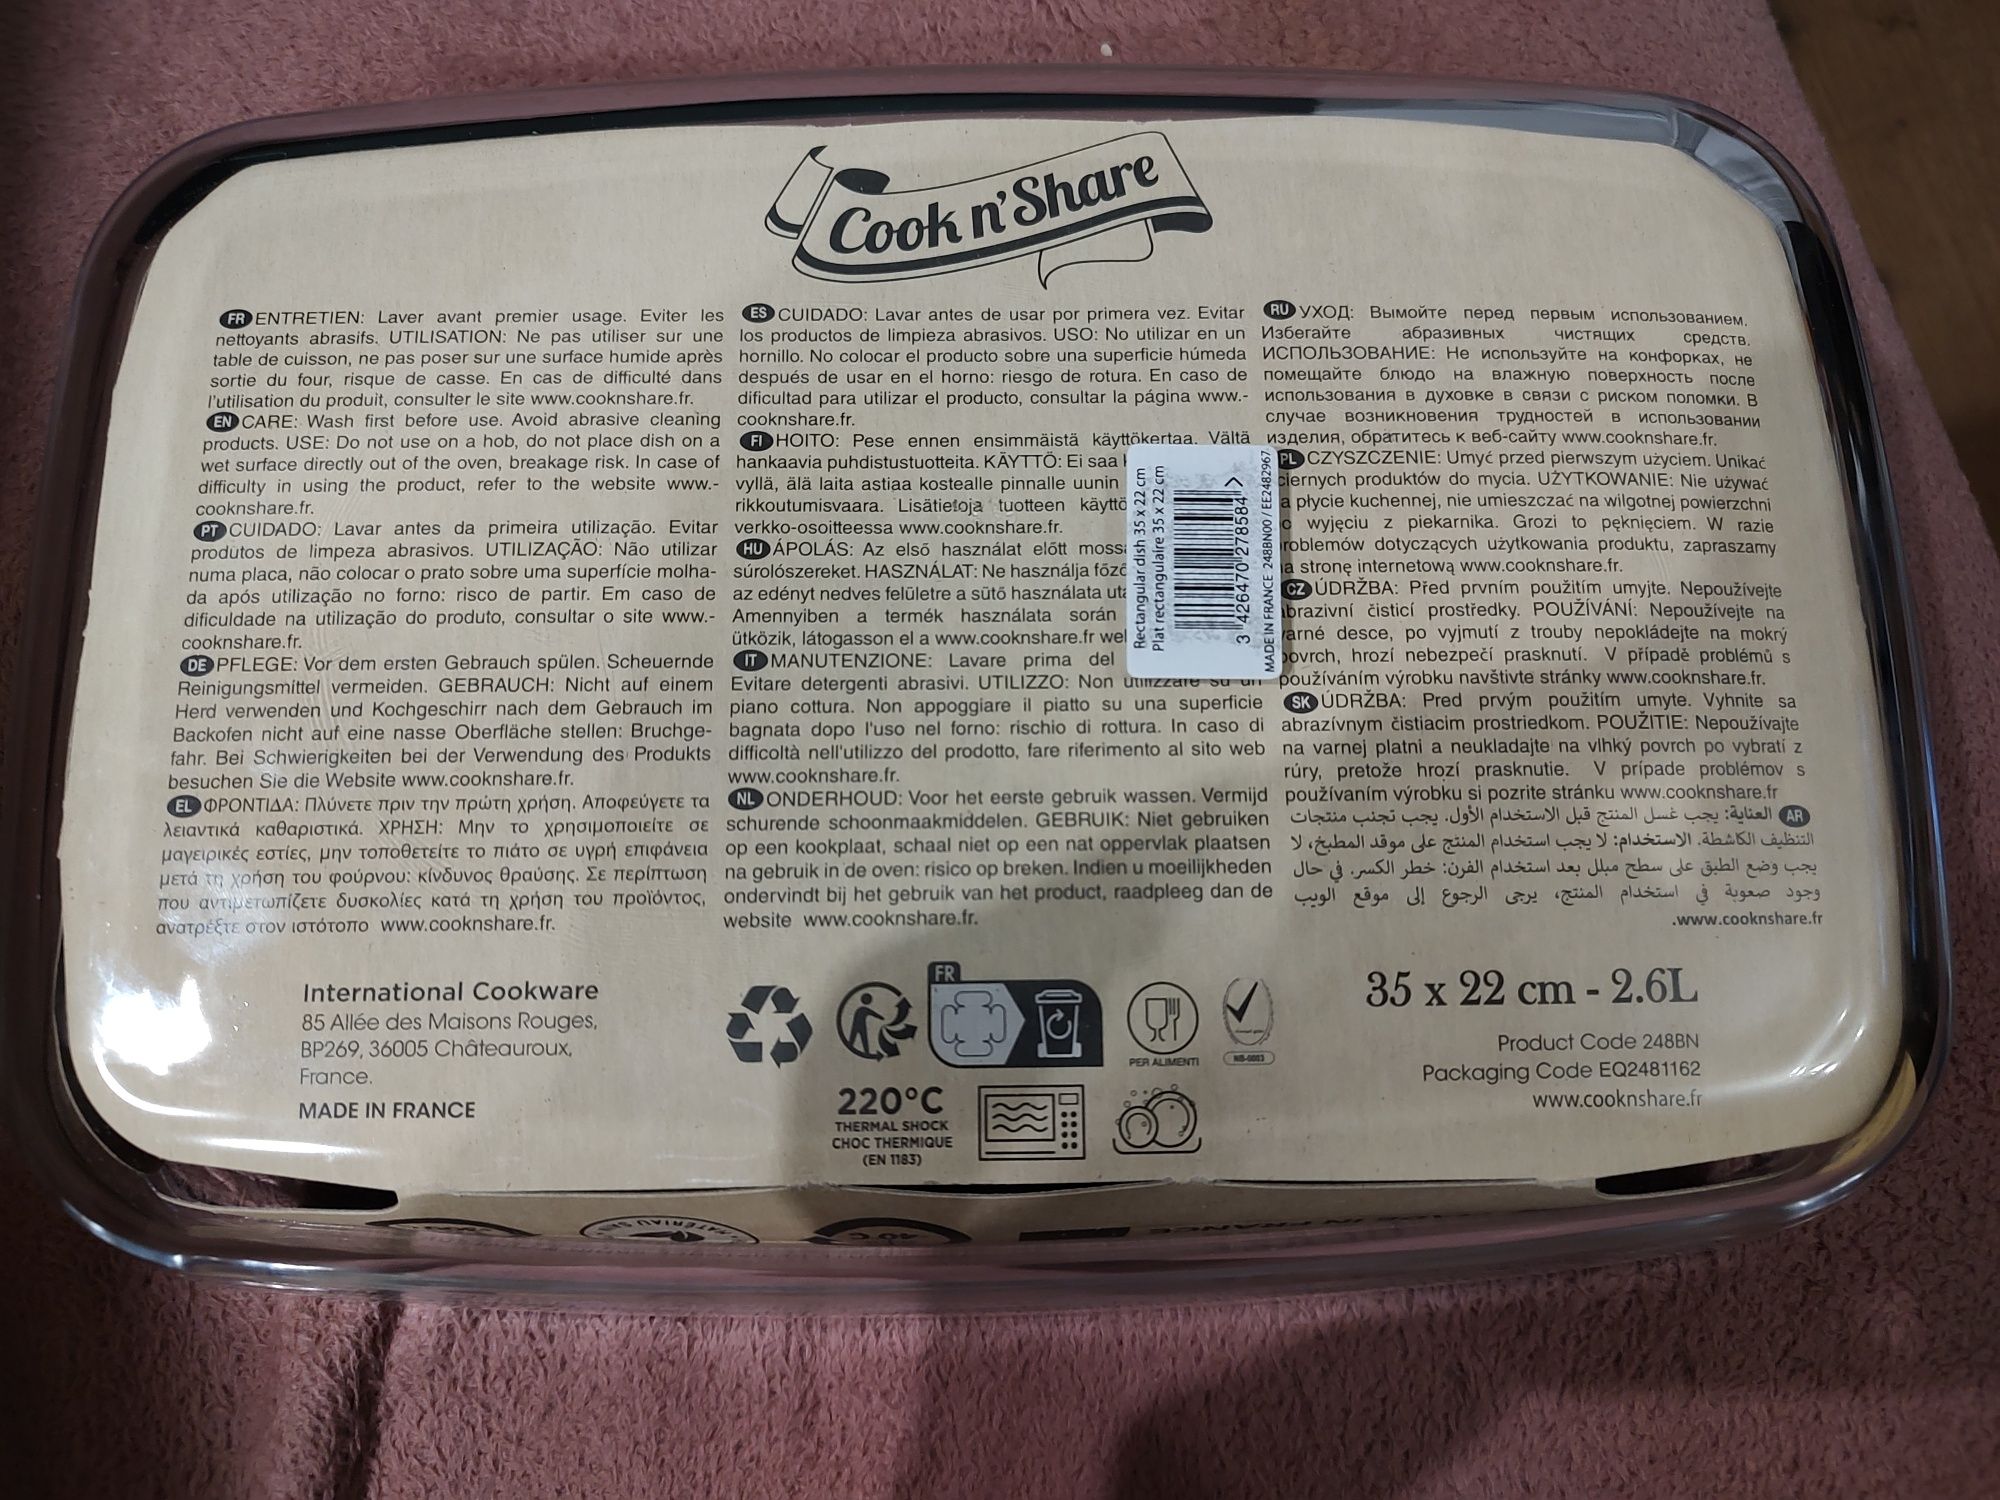 Cook n'Share
FR ENTRETIEN: Laver avant premier usage. Eviter les
nettoyants abrasifs. UTILISATION: Ne pas utiliser sur une
table de cuisson, ne pas poser sur une surface humide après
sortie du four, risque de casse. En cas de difficulté dans
l'utilisation du produit, consulter le site www.cooknshare.fr.
EN CARE: Wash first before use. Avoid abrasive cleaning
products. USE: Do not use on a hob, do not place dish on a
wet surface directly out of the oven, breakage risk. In case of
difficulty in using the product, refer to the website www.-
cooknshare.fr.
PT CUIDADO: Lavar antes da primeira utilização. Evitar
produtos de limpeza abrasivos. UTILIZAÇÃO: Não utilizar
numa placa, não colocar o prato sobre uma superfície molha-
da após utilização no forno: risco de partir. Em caso de
dificuldade na utilização do produto, consultar o site www.-
cooknshare.fr.
DE PFLEGE: Vor dem ersten Gebrauch spülen. Scheuernde
Reinigungsmittel vermeiden. GEBRAUCH: Nicht auf einem
Herd verwenden und Kochgeschirr nach dem Gebrauch im
Backofen nicht auf eine nasse Oberfläche stellen: Bruchge-
fahr. Bei Schwierigkeiten bei der Verwendung des Produkts
besuchen Sie die Website www.cooknshare.fr.
EL ΦΡΟΝΤΙΔΑ: Πλύνετε πριν την πρώτη χρήση. Αποφεύγετε τα
λειαντικά καθαριστικά. ΧΡΗΣΗ: Μην το χρησιμοποιείτε σε
μαγειρικές εστίες, μην τοποθετείτε το πιάτο σε υγρή επιφάνεια
μετά τη χρήση του φούρνου: κίνδυνος θραύσης. Σε περίπτωση
που αντιμετωπίζετε δυσκολίες κατά τη χρήση του προϊόντος,
ανατρέξτε στον ιστότοπο www.cooknshare.fr.
ES CUIDADO: Lavar antes de usar por primera vez. Evitar
los productos de limpieza abrasivos. USO: No utilizar en un
hornillo. No colocar el producto sobre una superficie húmeda
después de usar en el horno: riesgo de rotura. En caso de
dificultad para utilizar el producto, consultar la página www.-
cooknshare.fr.
FI HOITO: Pese ennen ensimmäistä käyttökertaa. Vältä
hankaavia puhdistustuotteita. KÄYTTÖ: Ei saa
vyllä, älä laita astiaa kostealle pinnalle uunin
rikkoutumisvaara. Lisätietoja tuotteen käyttö
verkko-osoitteessa www.cooknshare.fr.
HU ÁPOLÁS: Az első használat előtt moss
súrolószereket. HASZNÁLAT: Ne használja főző
az edényt nedves felületre a sütő használata utá
Amennyiben a termék használata során
ütközik, látogasson el a www.cooknshare.fr we
IT MANUTENZIONE: Lavare prima del
Evitare detergenti abrasivi. UTILIZZO: Non utilizzare su un
piano cottura. Non appoggiare il piatto su una superficie
bagnata dopo l'uso nel forno: rischio di rottura. In caso di
difficoltà nell'utilizzo del prodotto, fare riferimento al sito web
www.cooknshare.fr.
NL ONDERHOUD: Voor het eerste gebruik wassen. Vermijd
schurende schoonmaakmiddelen. GEBRUIK: Niet gebruiken
op een kookplaat, schaal niet op een nat oppervlak plaatsen
na gebruik in de oven: risico op breken. Indien u moeilijkheden
ondervindt bij het gebruik van het product, raadpleeg dan de
website www.cooknshare.fr.
Rectangular dish 35 x 22 cm
Plat rectangulaire 35 x 22 cm
3 426470 278584 >
MADE IN FRANCE 248BN00 / EE2482967
RU УХОД: Вымойте перед первым использованием.
Избегайте абразивных чистящих средств.
ИСПОЛЬЗОВАНИЕ: Не используйте на конфорках, не
помещайте блюдо на влажную поверхность после
использования в духовке в связи с риском поломки. В
случае возникновения трудностей в использовании
изделия, обратитесь к веб-сайту www.cooknshare.fr.
PL CZYSZCZENIE: Umyć przed pierwszym użyciem. Unikać
ciernych produktów do mycia. UŻYTKOWANIE: Nie używać
a płycie kuchennej, nie umieszczać na wilgotnej powierzchni
o wyjęciu z piekarnika. Grozi to pęknięciem. W razie
roblemów dotyczących użytkowania produktu, zapraszamy
a stronę internetową www.cooknshare.fr.
CZ ÚDRŽBA: Před prvním použitím umyjte. Nepoužívejte
brazivní čisticí prostředky. POUŽÍVÁNÍ: Nepoužívejte na
varné desce, po vyjmutí z trouby nepokládejte na mokrý
povrch, hrozí nebezpečí prasknutí. V případě problémů s
používáním výrobku navštivte stránky www.cooknshare.fr.
SK ÚDRŽBA: Pred prvým použitím umyte. Vyhnite sa
abrazívnym čistiacim prostriedkom. POUŽITIE: Nepoužívajte
na varnej platni a neukladajte na vlhký povrch po vybratí z
rúry, pretože hrozí prasknutie. V prípade problémov s
používaním výrobku si pozrite stránku www.cooknshare.fr
AR العناية: يجب غسل المنتج قبل الاستخدام الأول. يجب تجنب منتجات
التنظيف الكاشطة. الاستخدام: لا يجب استخدام المنتج على موقد المطبخ، لا
يجب وضع الطبق على سطح مبلل بعد استخدام الفرن: خطر الكسر. في حال
وجود صعوبة في استخدام المنتج، يرجى الرجوع إلى موقع الويب
.www.cooknshare.fr
International Cookware
85 Allée des Maisons Rouges,
BP269, 36005 Châteauroux,
France.
MADE IN FRANCE
FR
PER ALIMENTI
NB-0003
220°C
THERMAL SHOCK
CHOC THERMIQUE
(EN 1183)
35 x 22 cm - 2.6L
Product Code 248BN
Packaging Code EQ2481162
www.cooknshare.fr